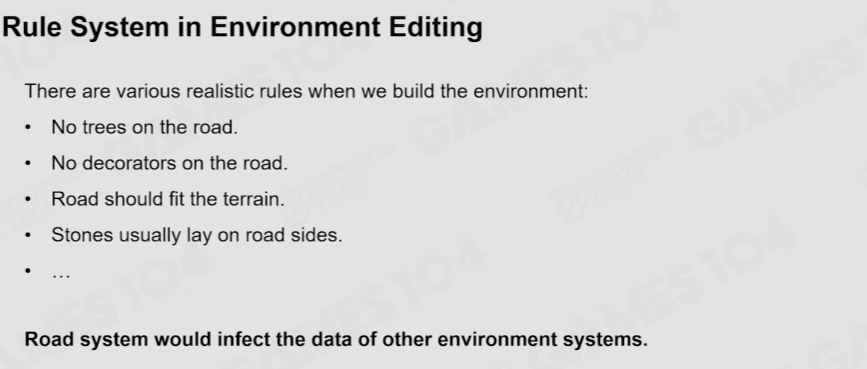 Rule System in Environment Editing
There are various realistic rules when we build the environment:
• No trees on the road.
• No decorators on the road.
• Road should fit the terrain.
• Stones usually lay on road sides.
• ...
Road system would infect the data of other environment systems.
GAMES104